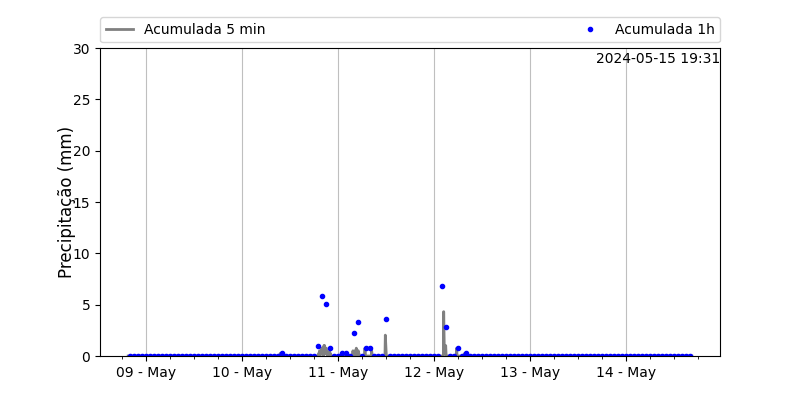 Acumulada 5 min
Acumulada 1h
2024-05-15 19:31
Precipitação (mm)
30
25
20
15
10
5
0
09 - May
10 - May
11 - May
12 - May
13 - May
14 - May